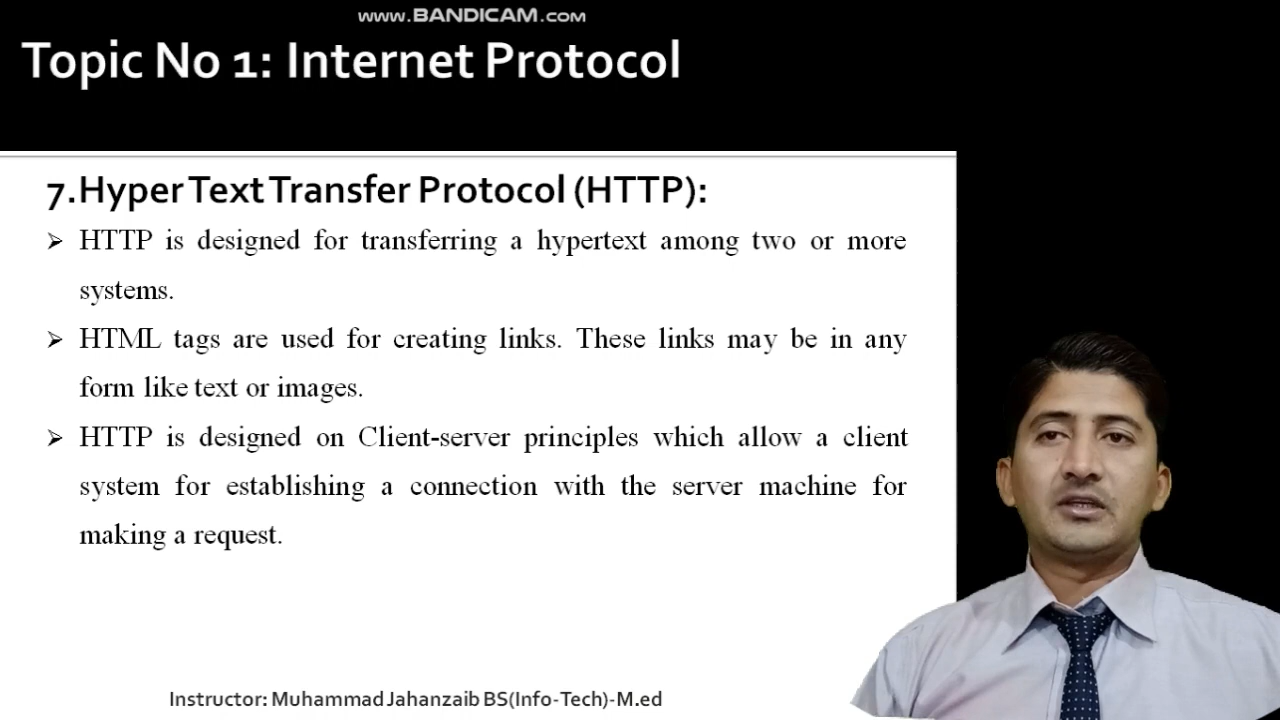 www.BANDICAM.com
Topic No 1: Internet Protocol
7.Hyper Text Transfer Protocol (HTTP):
➢ HTTP is designed for transferring a hypertext among two or more
systems.
➢ HTML tags are used for creating links. These links may be in any
form like text or images.
➢ HTTP is designed on Client-server principles which allow a client
system for establishing a connection with the server machine for
making a request.
Instructor: Muhammad Jahanzaib BS(Info-Tech)-M.ed